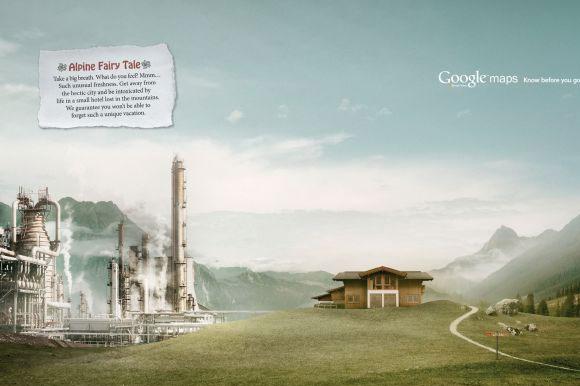 Alpine Fairy Tale
Take a big breath. What do you feel? Mmm...
Such unusual freshness. Get away from
the hectic city and be intoxicated by
life in a small hotel lost in the mountains.
We guarantee you won't be able to
forget such a unique vacation.
Google maps Know before you go